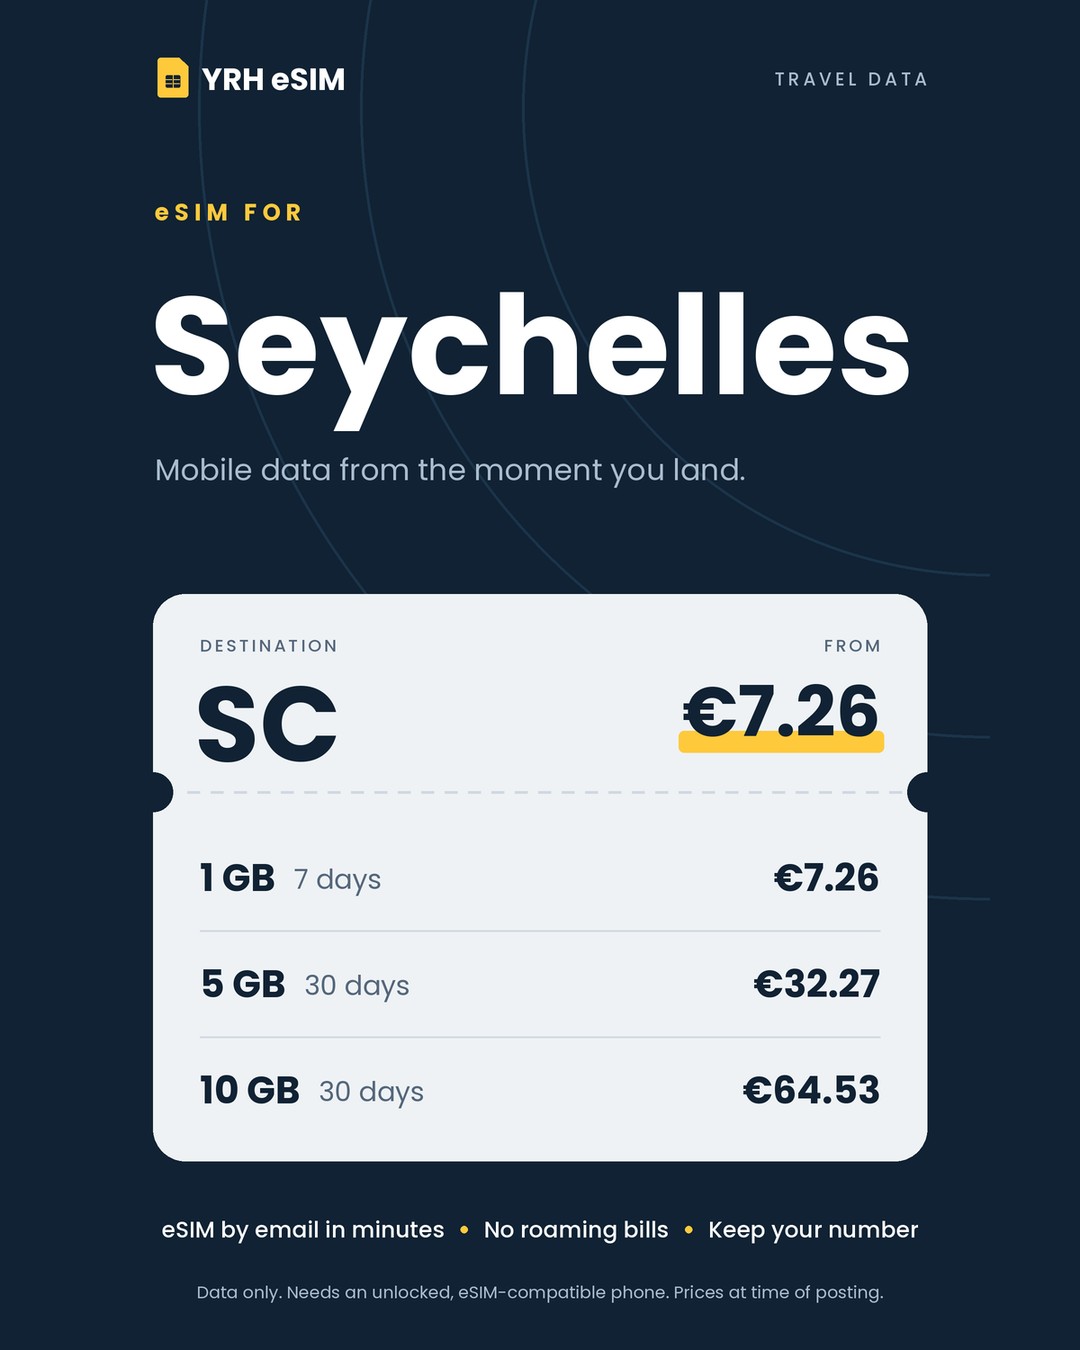 YRH eSIM
TRAVEL DATA
eSIM FOR
Seychelles
Mobile data from the moment you land.
DESTINATION
FROM
SC
€7.26
1 GB 7 days €7.26
5 GB 30 days €32.27
10 GB 30 days €64.53
eSIM by email in minutes • No roaming bills • Keep your number
Data only. Needs an unlocked, eSIM-compatible phone. Prices at time of posting.